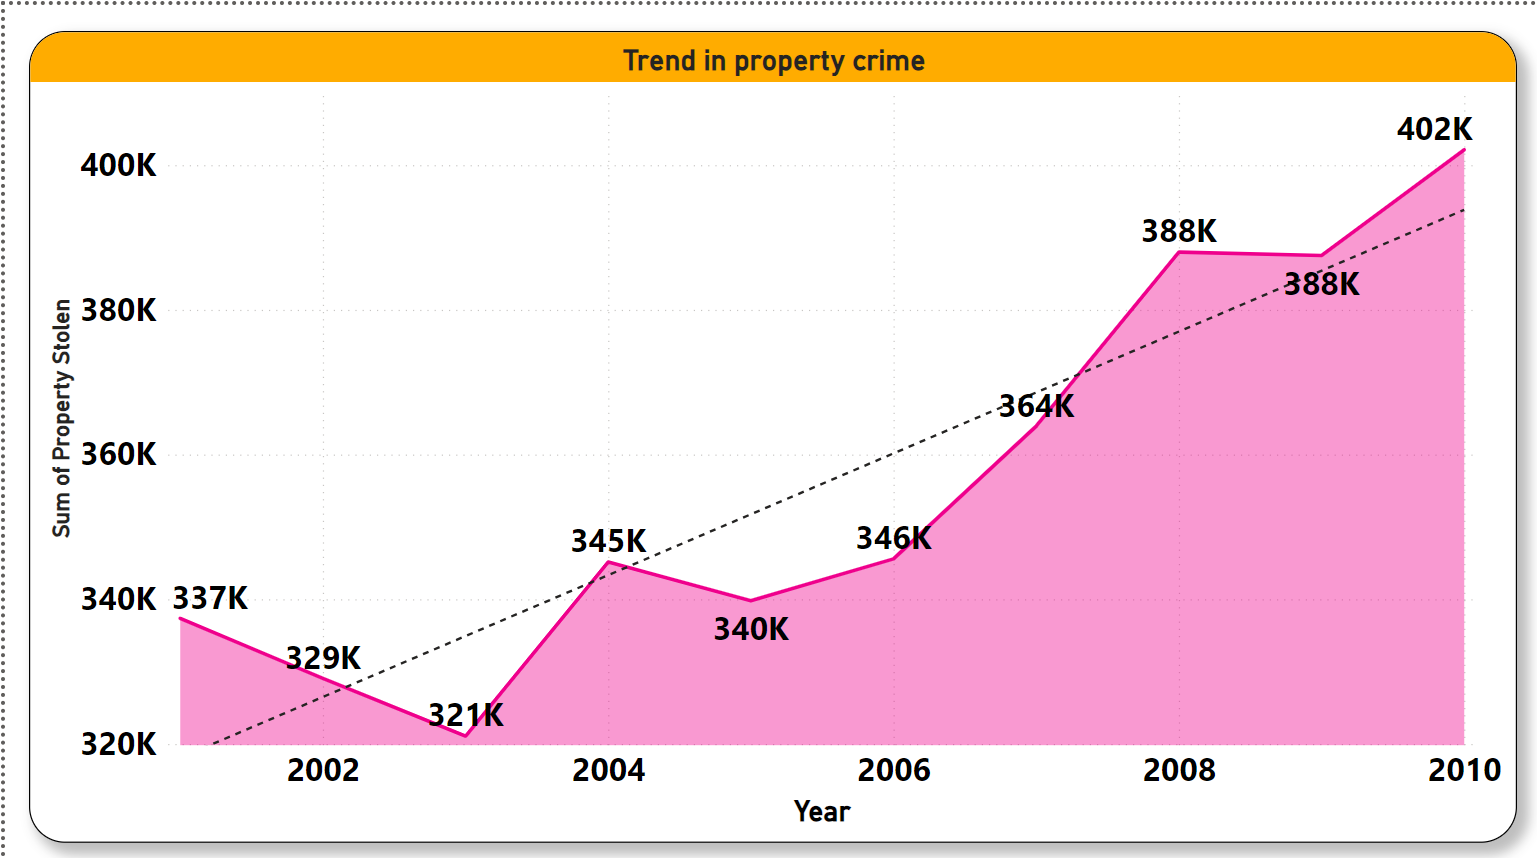 Trend in property crime
402K
400K
388K
388K
380K
364K
360K
346K
345K
340K
340K
337K
329K
321K
320K
Sum of Property Stolen
2002 2004 2006 2008 2010
Year